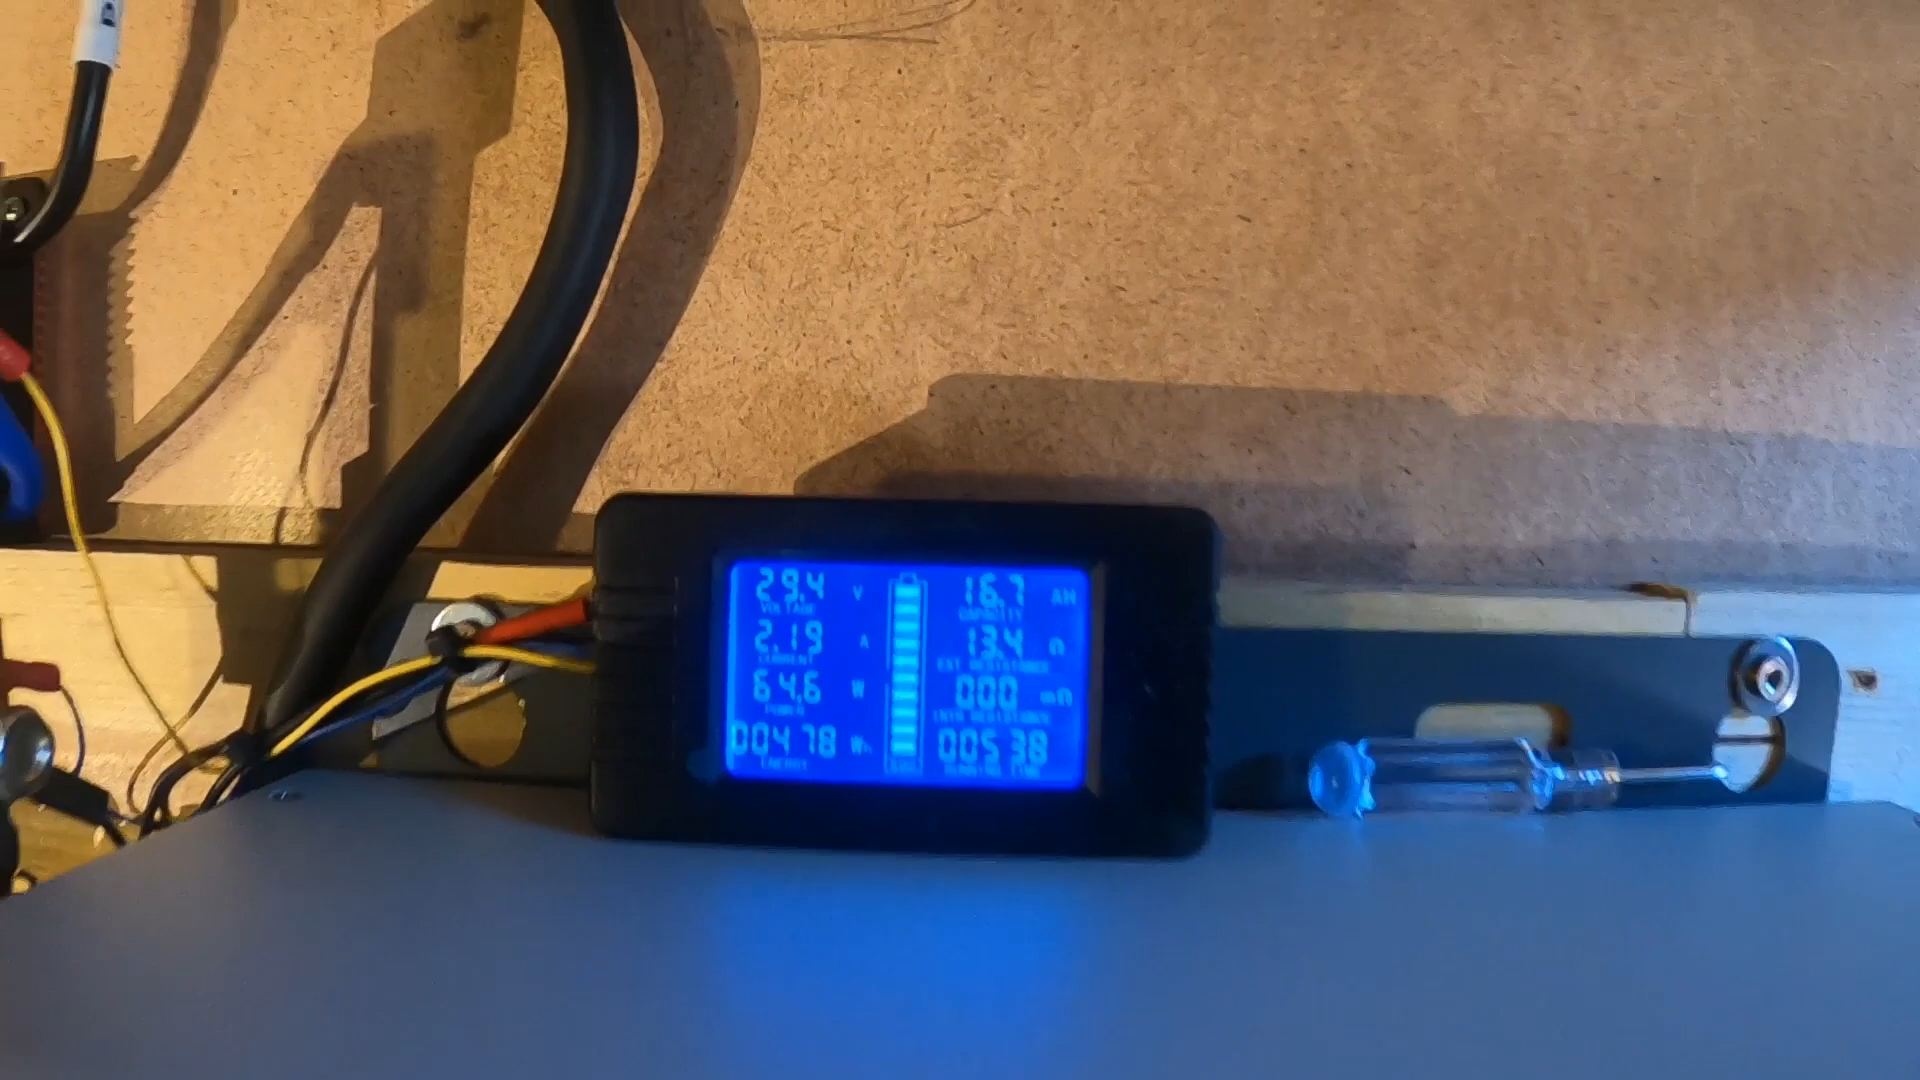 D
29.4 V
VOLTAGE
2.19 A
CURRENT
64.6 W
POWER
00478 Wh
ENERGY
16.7 AH
CAPACITY
13.4 Ω
EXT RESISTANCE
000 mΩ
INTR RESISTANCE
00538
RUNNING TIME